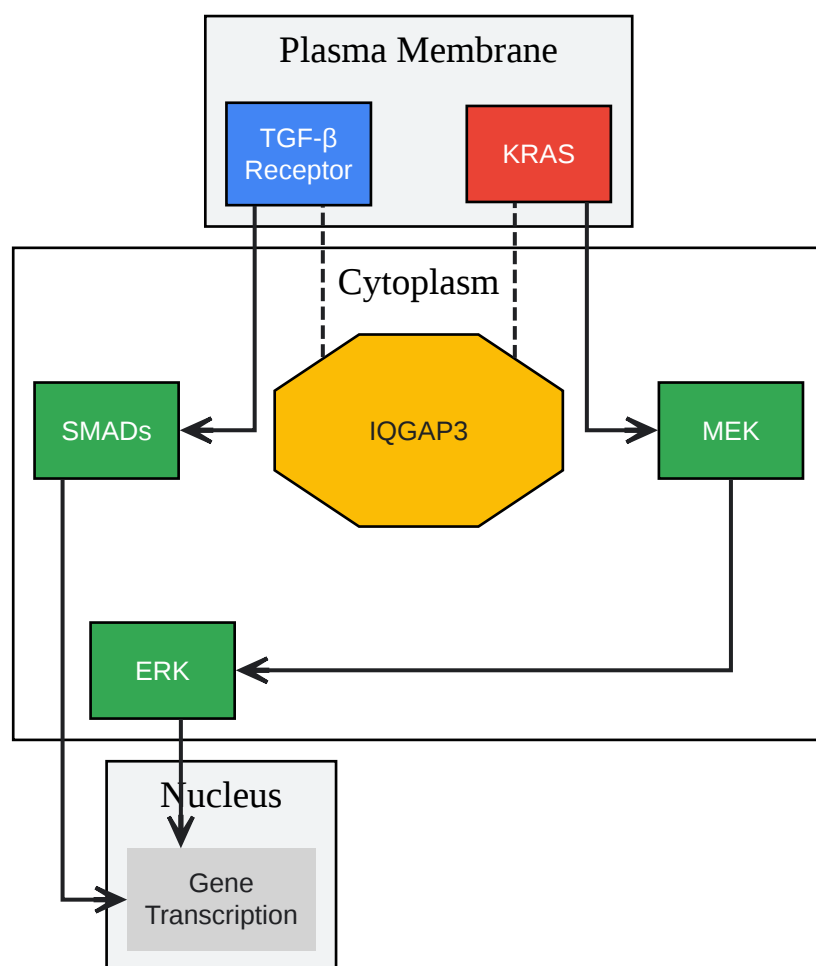 Plasma Membrane
TGF-β
Receptor
KRAS
Cytoplasm
SMADs
IQGAP3
MEK
ERK
Nucleus
Gene
Transcription